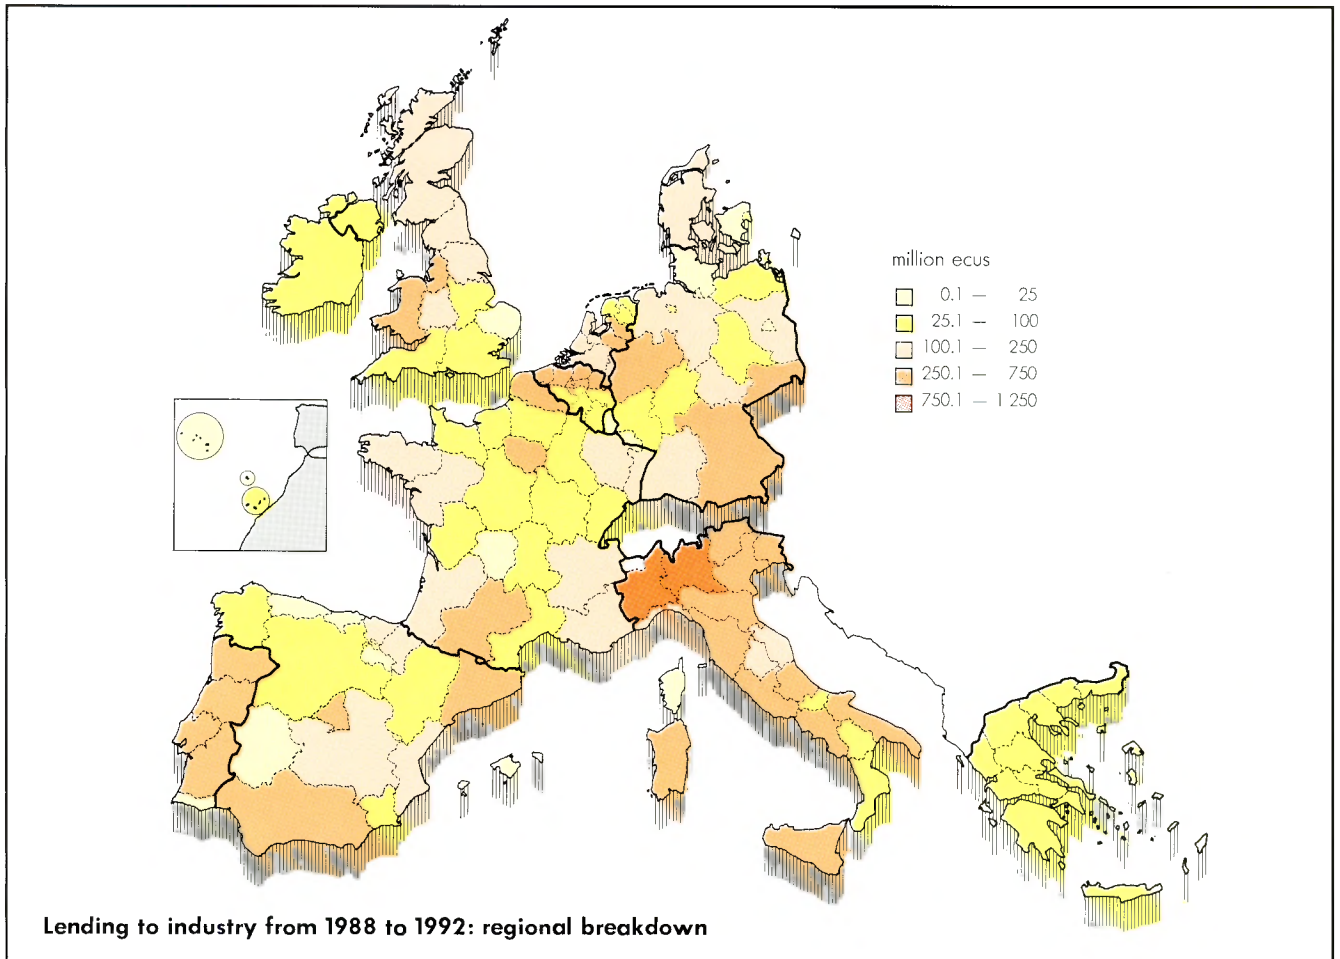 million ecus
0.1 — 25
25.1 — 100
100.1 — 250
250.1 — 750
750.1 — 1 250
Lending to industry from 1988 to 1992: regional breakdown